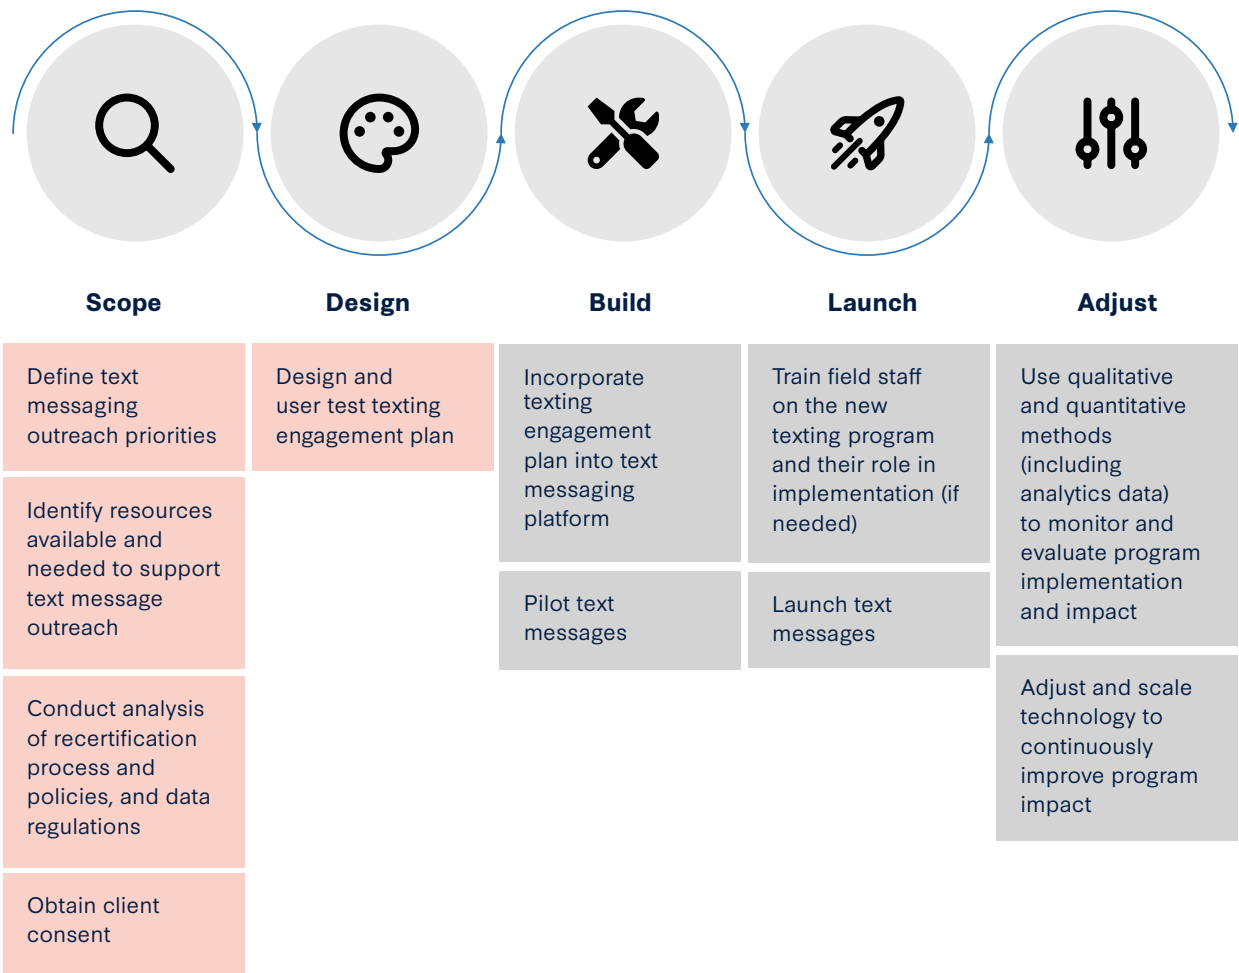 Scope
Design
Build
Launch
Adjust
Define text
messaging
outreach priorities
Identify resources
available and
needed to support
text message
outreach
Conduct analysis
of recertification
process and
policies, and data
regulations
Obtain client
consent
Design and
user test texting
engagement plan
Incorporate
texting
engagement
plan into text
messaging
platform
Pilot text
messages
Train field staff
on the new
texting program
and their role in
implementation (if
needed)
Launch text
messages
Use qualitative
and quantitative
methods
(including
analytics data)
to monitor and
evaluate program
implementation
and impact
Adjust and scale
technology to
continuously
improve program
impact